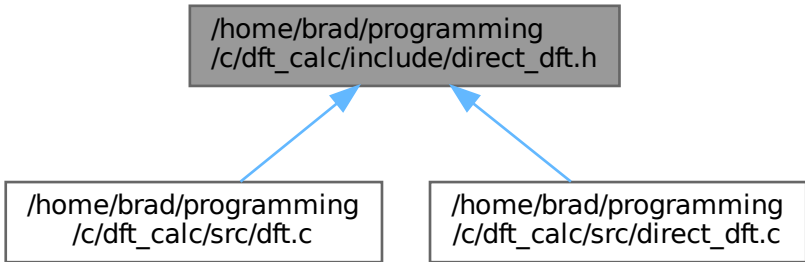 /home/brad/programming
/c/dft_calc/include/direct_dft.h
/home/brad/programming
/c/dft_calc/src/dft.c
/home/brad/programming
/c/dft_calc/src/direct_dft.c